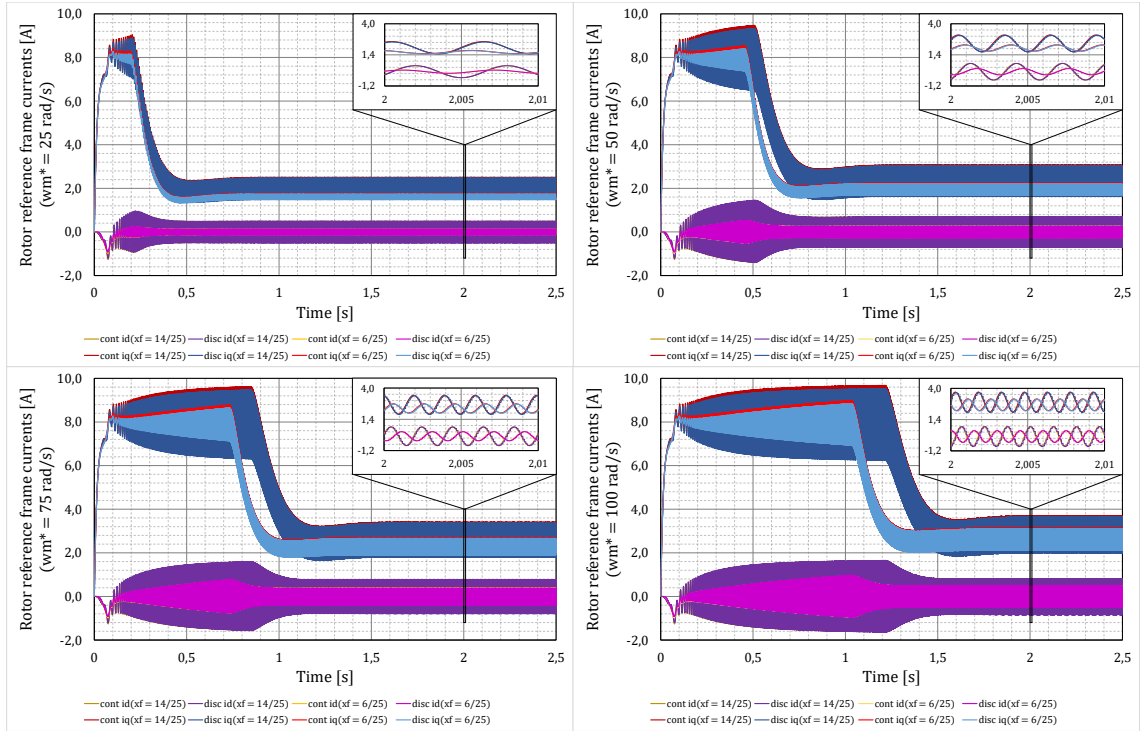 Rotor reference frame currents [A]
(wm* = 25 rad/s)
10,0
8,0
6,0
4,0
2,0
0,0
-2,0
0 0,5 1 1,5 2 2,5
Time [s]
4,0
1,4
-1,2
2 2,005 2,01
cont id(xf = 14/25) disc id(xf = 14/25) cont id(xf = 6/25) disc id(xf = 6/25)
cont iq(xf = 14/25) disc iq(xf = 14/25) cont iq(xf = 6/25) disc iq(xf = 6/25)
Rotor reference frame currents [A]
(wm* = 50 rad/s)
10,0
8,0
6,0
4,0
2,0
0,0
-2,0
0 0,5 1 1,5 2 2,5
Time [s]
4,0
1,4
-1,2
2 2,005 2,01
cont id(xf = 14/25) disc id(xf = 14/25) cont id(xf = 6/25) disc id(xf = 6/25)
cont iq(xf = 14/25) disc iq(xf = 14/25) cont iq(xf = 6/25) disc iq(xf = 6/25)
Rotor reference frame currents [A]
(wm* = 75 rad/s)
10,0
8,0
6,0
4,0
2,0
0,0
-2,0
0 0,5 1 1,5 2 2,5
Time [s]
4,0
1,4
-1,2
2 2,005 2,01
cont id(xf = 14/25) disc id(xf = 14/25) cont id(xf = 6/25) disc id(xf = 6/25)
cont iq(xf = 14/25) disc iq(xf = 14/25) cont iq(xf = 6/25) disc iq(xf = 6/25)
Rotor reference frame currents [A]
(wm* = 100 rad/s)
10,0
8,0
6,0
4,0
2,0
0,0
-2,0
0 0,5 1 1,5 2 2,5
Time [s]
4,0
1,4
-1,2
2 2,005 2,01
cont id(xf = 14/25) disc id(xf = 14/25) cont id(xf = 6/25) disc id(xf = 6/25)
cont iq(xf = 14/25) disc iq(xf = 14/25) cont iq(xf = 6/25) disc iq(xf = 6/25)